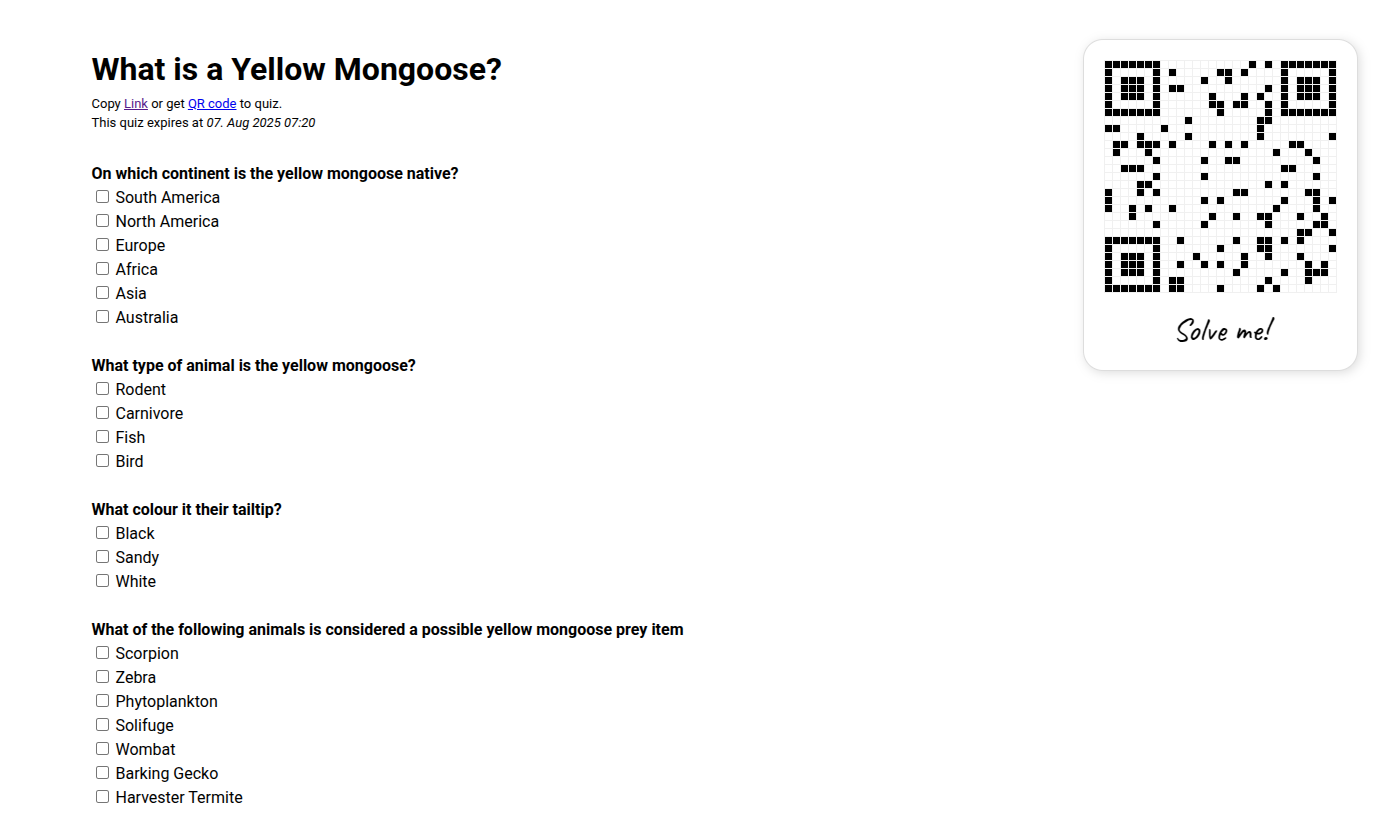 What is a Yellow Mongoose?
Copy Link or get QR code to quiz.
This quiz expires at 07. Aug 2025 07:20
On which continent is the yellow mongoose native?
South America
North America
Europe
Africa
Asia
Australia
What type of animal is the yellow mongoose?
Rodent
Carnivore
Fish
Bird
What colour it their tailtip?
Black
Sandy
White
What of the following animals is considered a possible yellow mongoose prey item
Scorpion
Zebra
Phytoplankton
Solifuge
Wombat
Barking Gecko
Harvester Termite
Solve me!